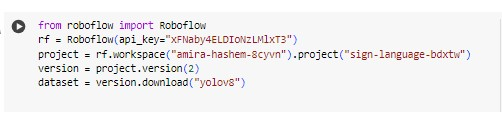 from roboflow import Roboflow
rf = Roboflow(api_key="xFNaby4ELDIoNzLMlxT3")
project = rf.workspace("amira-hashem-8cyvn").project("sign-language-bdxtw")
version = project.version(2)
dataset = version.download("yolov8")